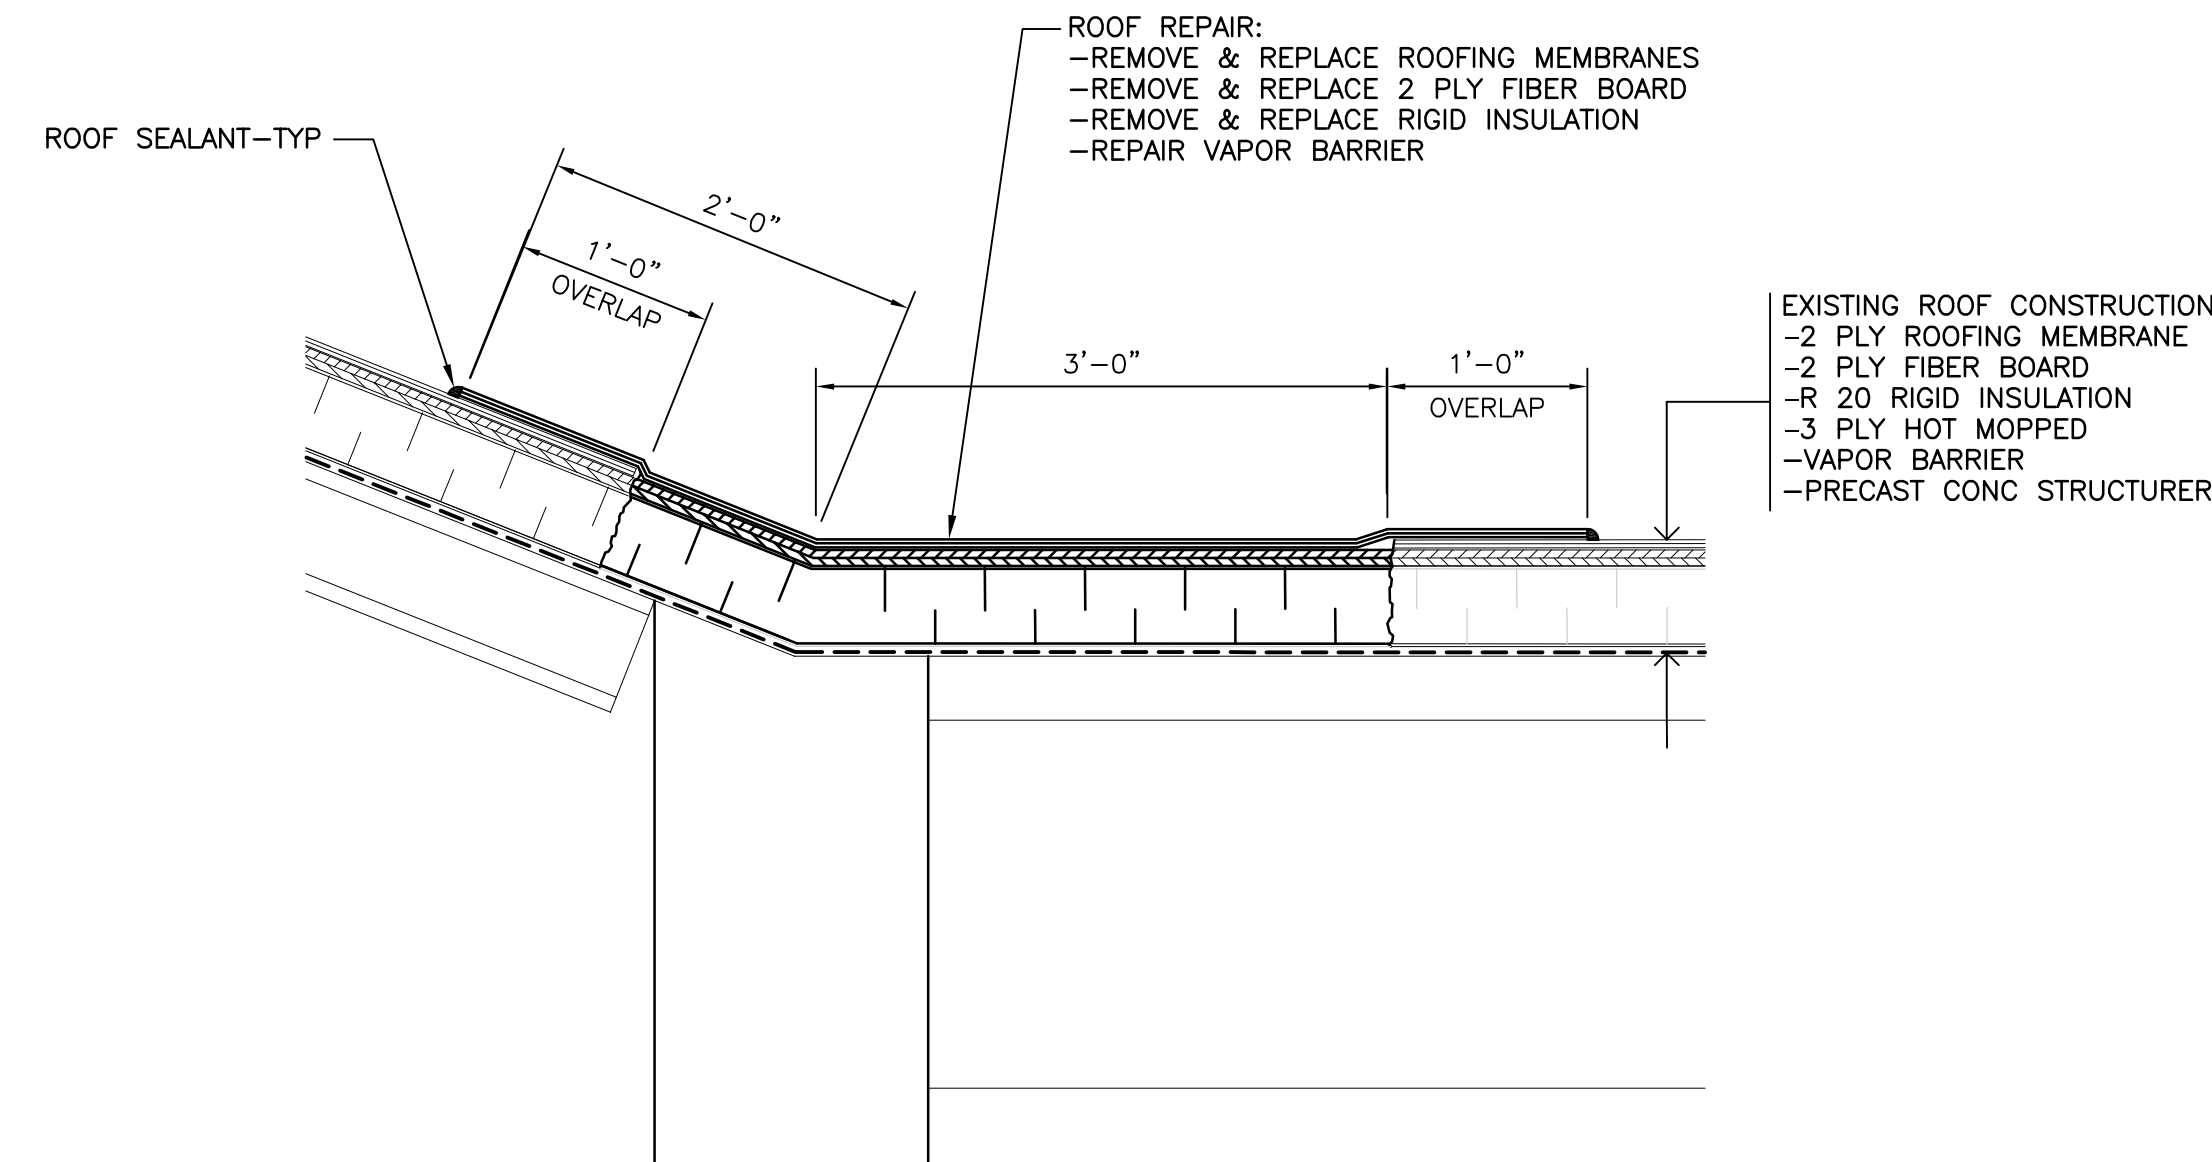 ROOF REPAIR:
-REMOVE & REPLACE ROOFING MEMBRANES
-REMOVE & REPLACE 2 PLY FIBER BOARD
-REMOVE & REPLACE RIGID INSULATION
-REPAIR VAPOR BARRIER
ROOF SEALANT-TYP
2'-0"
1'-0"
OVERLAP
3'-0"
1'-0"
OVERLAP
EXISTING ROOF CONSTRUCTION
-2 PLY ROOFING MEMBRANE
-2 PLY FIBER BOARD
-R 20 RIGID INSULATION
-3 PLY HOT MOPPED
-VAPOR BARRIER
-PRECAST CONC STRUCTURER